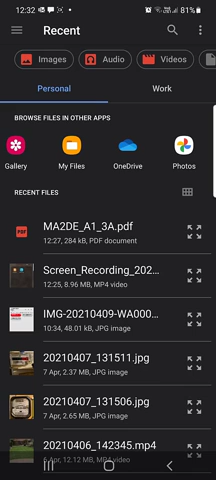 12:32
81%
Recent
Images
Audio
Videos
Personal
Work
BROWSE FILES IN OTHER APPS
Gallery
My Files
OneDrive
Photos
RECENT FILES
PDF
MA2DE_A1_3A.pdf
12:27, 284 kB, PDF document
Screen_Recording_202...
12:25, 8.96 MB, MP4 video
IMG-20210409-WA000...
10:34, 48.01 kB, JPG image
20210407_131511.jpg
7 Apr, 2.37 MB, JPG image
20210407_131506.jpg
7 Apr, 2.65 MB, JPG image
20210406_142345.mp4
6 Apr, 12.12 MB, MP4 video